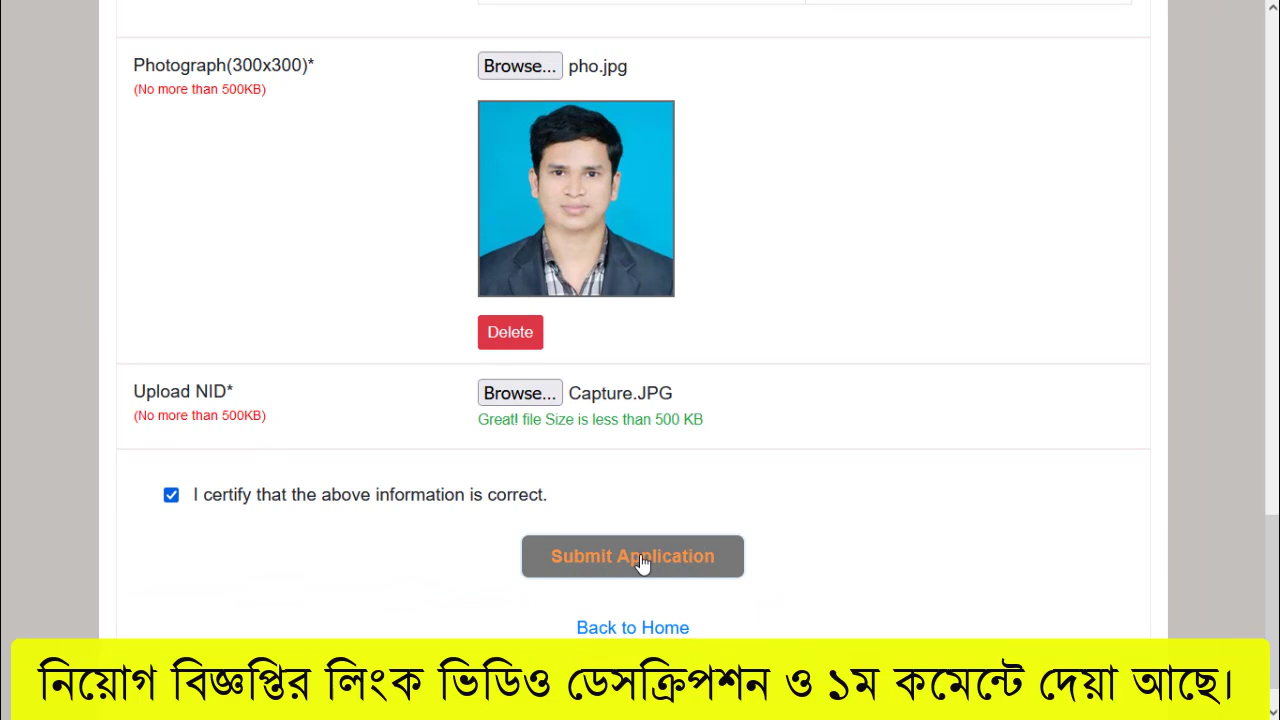 Photograph(300x300)*
Browse... pho.jpg
(No more than 500KB)
Delete
Upload NID*
Browse... Capture.JPG
(No more than 500KB)
Great! file Size is less than 500 KB
I certify that the above information is correct.
Submit Application
Back to Home
নিয়োগ বিজ্ঞপ্তির লিংক ভিডিও ডেসক্রিপশন ও ১ম কমেন্টে দেয়া আছে।